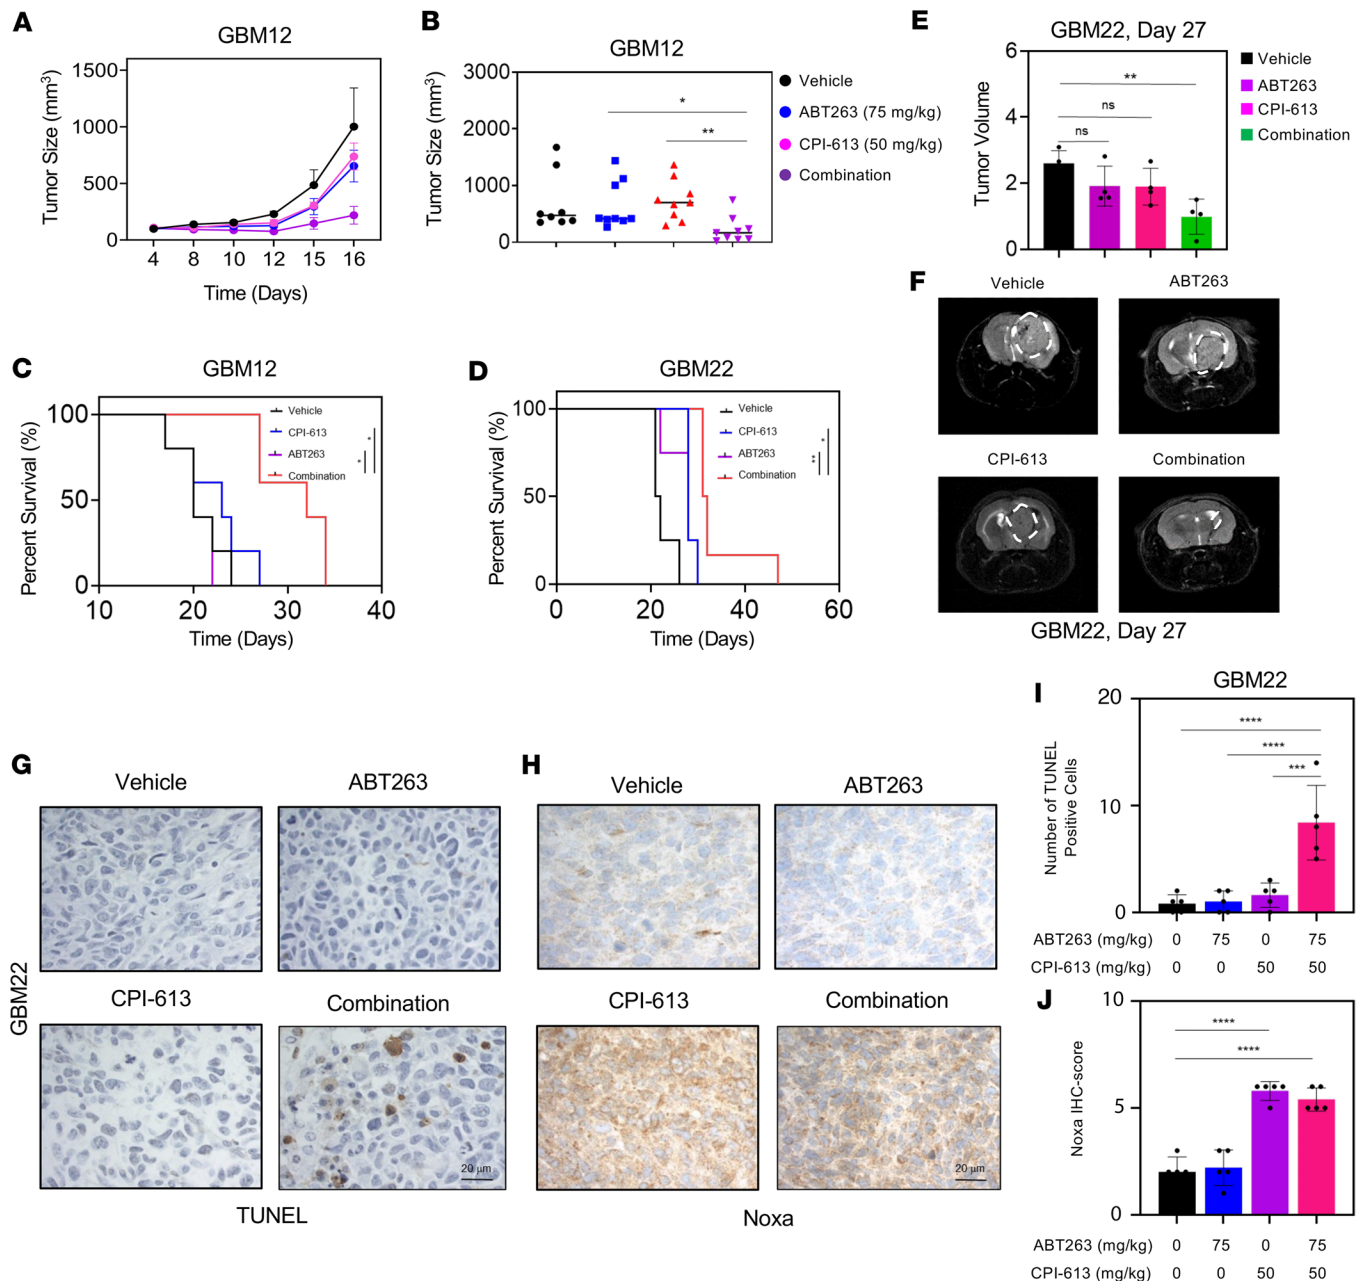 A
GBM12
Tumor Size (mm3)
1500
1000
500
0
4 8 10 12 15 16
Time (Days)
B
GBM12
Tumor Size (mm3)
3000
2000
1000
0
*
**
Vehicle
ABT263 (75 mg/kg)
CPI-613 (50 mg/kg)
Combination
E
GBM22, Day 27
Tumor Volume
6
4
2
0
**
ns
ns
Vehicle
ABT263
CPI-613
Combination
F
Vehicle
ABT263
CPI-613
Combination
GBM22, Day 27
C
GBM12
Percent Survival (%)
100
50
0
10 20 30 40
Time (Days)
Vehicle
CPI-613
ABT263
Combination
*
*
D
GBM22
Percent Survival (%)
100
50
0
0 20 40 60
Time (Days)
Vehicle
CPI-613
ABT263
Combination
**
*
G
GBM22
Vehicle
ABT263
CPI-613
Combination
20 μm
TUNEL
H
Vehicle
ABT263
CPI-613
Combination
20 μm
Noxa
I
GBM22
Number of TUNEL
Positive Cells
20
10
0
****
****
***
ABT263 (mg/kg) 0 75 0 75
CPI-613 (mg/kg) 0 0 50 50
J
Noxa IHC-score
10
5
0
****
****
ABT263 (mg/kg) 0 75 0 75
CPI-613 (mg/kg) 0 0 50 50